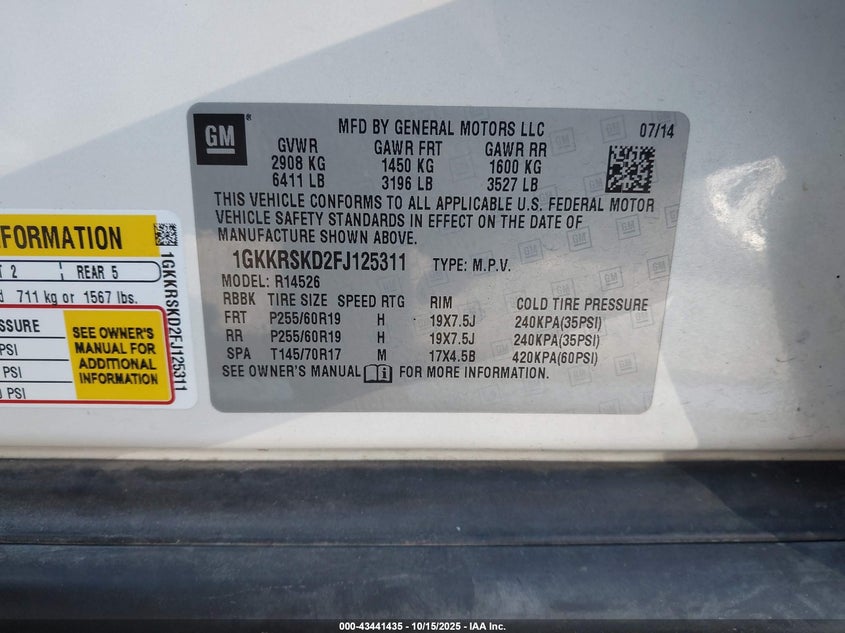 GM
®
MFD BY GENERAL MOTORS LLC 07/14
GVWR GAWR FRT GAWR RR
2908 KG 1450 KG 1600 KG
6411 LB 3196 LB 3527 LB
THIS VEHICLE CONFORMS TO ALL APPLICABLE U.S. FEDERAL MOTOR
VEHICLE SAFETY STANDARDS IN EFFECT ON THE DATE OF
MANUFACTURE SHOWN ABOVE.
1GKKRSKD2FJ125311 TYPE: M.P.V.
MODEL: R14526
RBBK TIRE SIZE SPEED RTG RIM COLD TIRE PRESSURE
FRT P255/60R19 H 19X7.5J 240KPA(35PSI)
RR P255/60R19 H 19X7.5J 240KPA(35PSI)
SPA T145/70R17 M 17X4.5B 420KPA(60PSI)
SEE OWNER'S MANUAL FOR MORE INFORMATION.
NFORMATION
2 REAR 5
711 kg or 1567 lbs.
SSURE
PSI
PSI
PSI
SEE OWNER'S
MANUAL FOR
ADDITIONAL
INFORMATION
1GKKRSKD2FJ125311
000-43441435 - 10/15/2025 - IAA Inc.